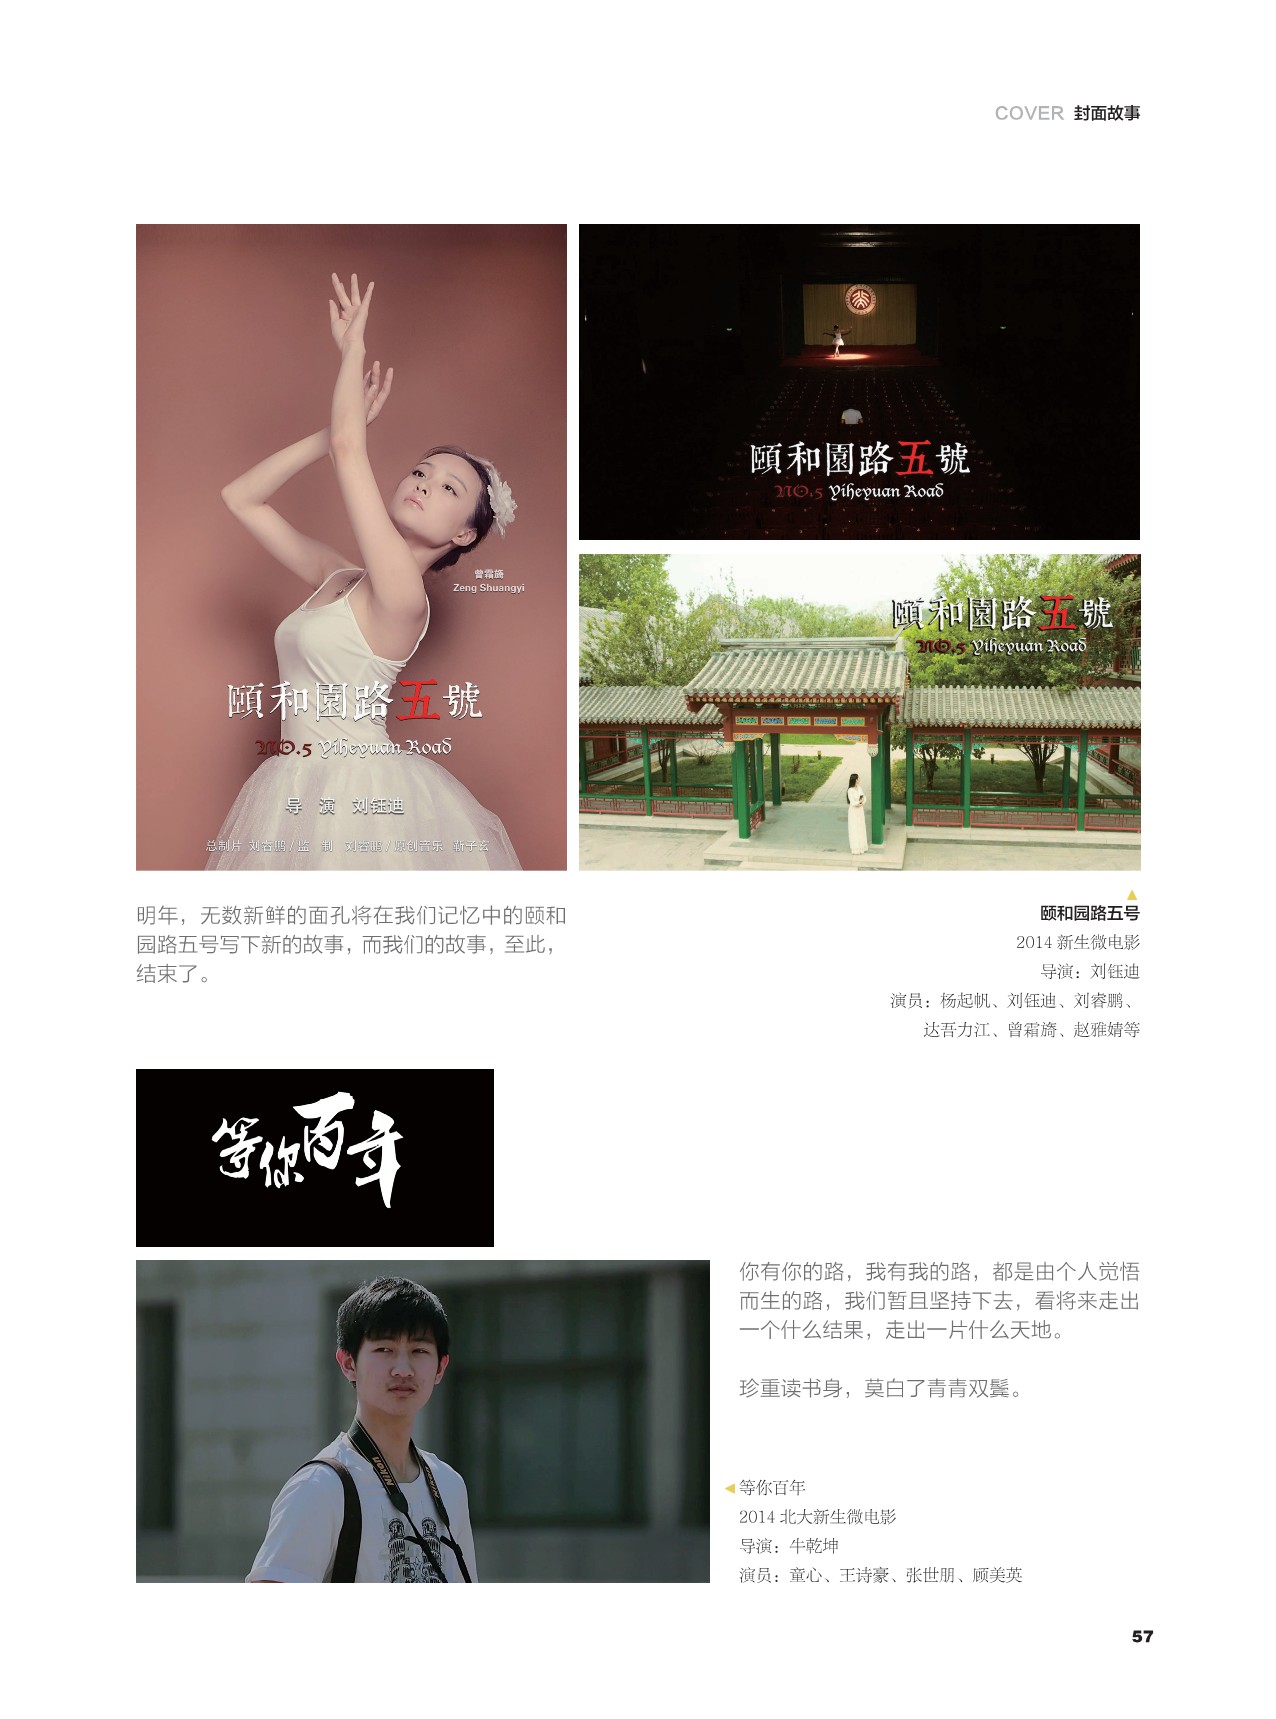 COVER 封面故事
曾霜旖
Zeng Shuangyi
頤和園路五號
NO.5 Yiheyuan Road
导 演 刘钰迪
总制片 刘睿鹏 / 监 制 刘睿鹏 / 原创音乐 靳子玄
頤和園路五號
NO.5 Yiheyuan Road
頤和園路五號
NO.5 Yiheyuan Road
明年，无数新鲜的面孔将在我们记忆中的颐和
园路五号写下新的故事，而我们的故事，至此，
结束了。
颐和园路五号
2014 新生微电影
导演：刘钰迪
演员：杨起帆、刘钰迪、刘睿鹏、
达吾力江、曾霜旖、赵雅婧等
等你百年
NIKON
你有你的路，我有我的路，都是由个人觉悟
而生的路，我们暂且坚持下去，看将来走出
一个什么结果，走出一片什么天地。
珍重读书身，莫白了青青双鬓。
等你百年
2014 北大新生微电影
导演：牛乾坤
演员：童心、王诗豪、张世朋、顾美英
57